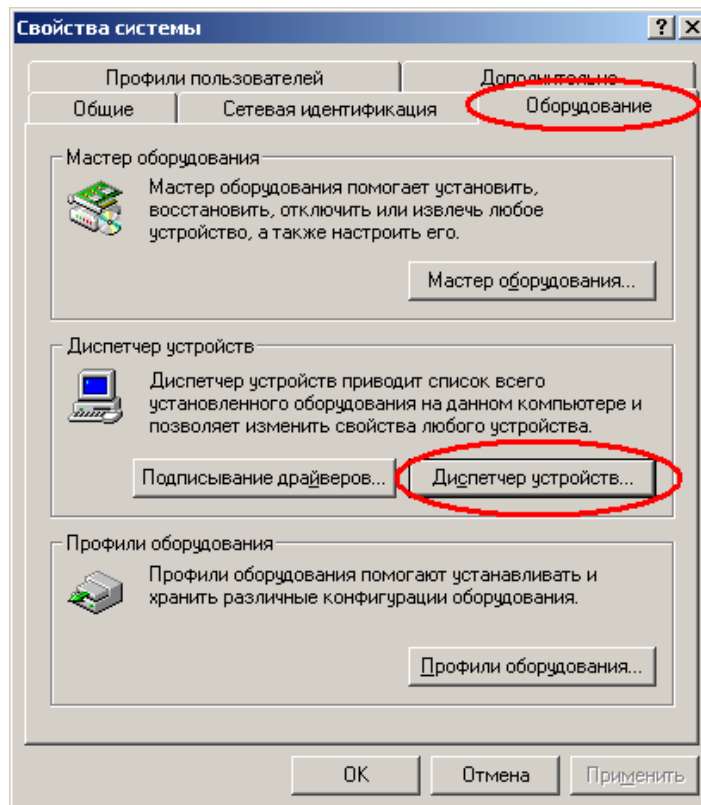 Свойства системы
Профили пользователей
Дополнительно
Общие
Сетевая идентификация
Оборудование
Мастер оборудования
Мастер оборудования помогает установить,
восстановить, отключить или извлечь любое
устройство, а также настроить его.
Мастер оборудования...
Диспетчер устройств
Диспетчер устройств приводит список всего
установленного оборудования на данном компьютере и
позволяет изменить свойства любого устройства.
Подписывание драйверов...
Диспетчер устройств...
Профили оборудования
Профили оборудования помогают устанавливать и
хранить различные конфигурации оборудования.
Профили оборудования...
OK
Отмена
Применить